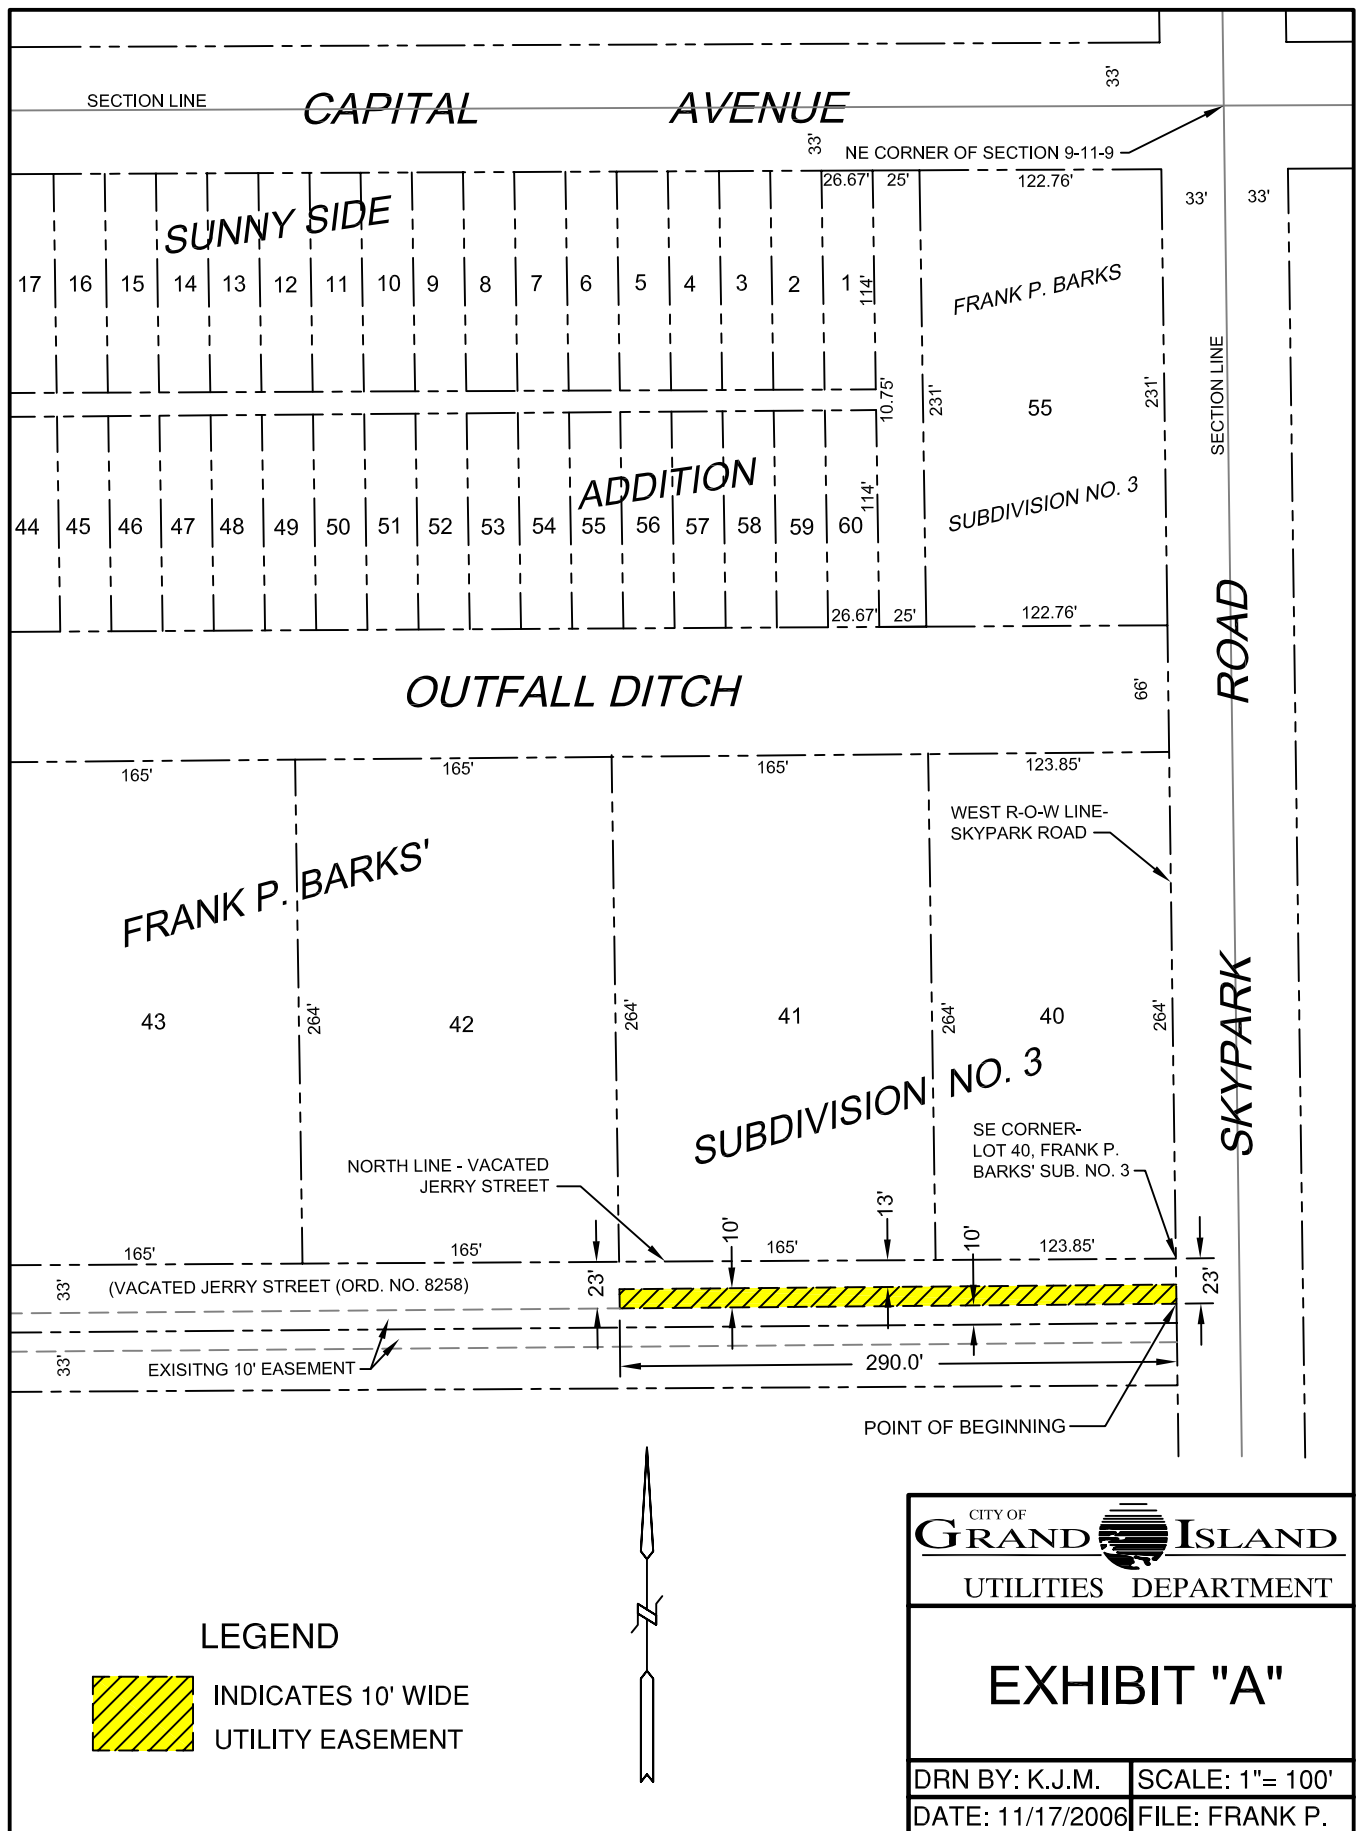 SECTION LINE
CAPITAL AVENUE
33'
33'
NE CORNER OF SECTION 9-11-9
26.67' 25' 122.76'
33' 33'
SUNNY SIDE
17 16 15 14 13 12 11 10 9 8 7 6 5 4 3 2 1
114'
FRANK P. BARKS
10.75'
231'
55
231'
SECTION LINE
ADDITION
114'
SUBDIVISION NO. 3
44 45 46 47 48 49 50 51 52 53 54 55 56 57 58 59 60
26.67' 25' 122.76'
ROAD
OUTFALL DITCH
66'
165' 165' 165' 123.85'
WEST R-O-W LINE-
SKYPARK ROAD
FRANK P. BARKS'
43 264' 42 264' 41 264' 40 264'
SKYPARK
SUBDIVISION NO. 3
SE CORNER-
LOT 40, FRANK P.
BARKS' SUB. NO. 3
NORTH LINE - VACATED
JERRY STREET
165' 165' 10' 165' 13' 10' 123.85'
33'
(VACATED JERRY STREET (ORD. NO. 8258)
23'
23'
33'
EXISITNG 10' EASEMENT
290.0'
POINT OF BEGINNING
N
CITY OF
GRAND ISLAND
UTILITIES DEPARTMENT
LEGEND
INDICATES 10' WIDE
UTILITY EASEMENT
EXHIBIT "A"
DRN BY: K.J.M. SCALE: 1"= 100'
DATE: 11/17/2006 FILE: FRANK P.